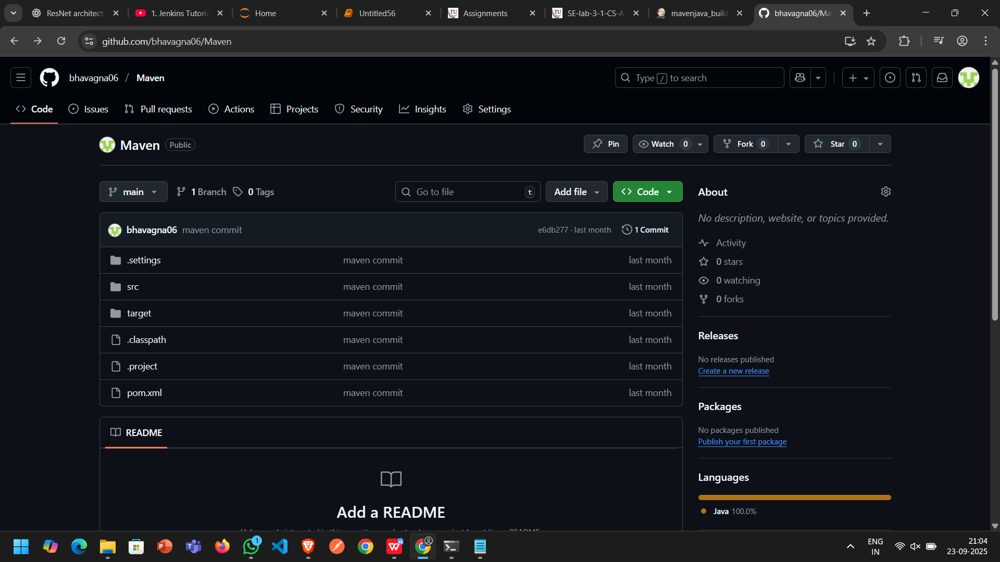 ResNet architectu
1. Jenkins Tutoria
Home
Untitled56
Assignments
SE-lab-3-1-CS-A
mavenjava_build
bhavagna06/Ma
github.com/bhavagna06/Maven
bhavagna06 / Maven
Type / to search
Code
Issues
Pull requests
Actions
Projects
Security
Insights
Settings
Maven Public
Pin
Watch 0
Fork 0
Star 0
main
1 Branch
0 Tags
Go to file t
Add file
Code
bhavagna06 maven commit e6db277 · last month 1 Commit
.settings maven commit last month
src maven commit last month
target maven commit last month
.classpath maven commit last month
.project maven commit last month
pom.xml maven commit last month
README
Add a README
About
No description, website, or topics provided.
Activity
0 stars
0 watching
0 forks
Releases
No releases published
Create a new release
Packages
No packages published
Publish your first package
Languages
Java 100.0%
1
ENG
IN
21:04
23-09-2025